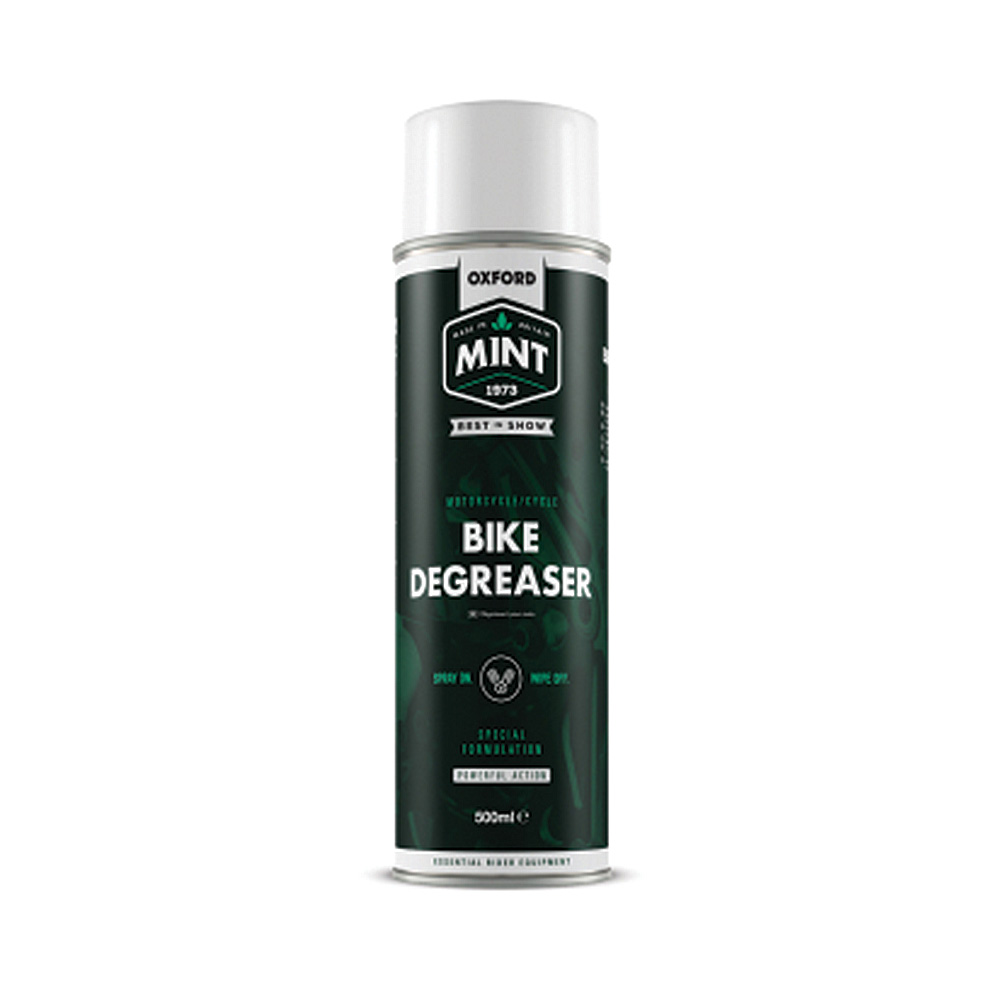 OXFORD
MADE IN BRITAIN
MINT
1973
BEST IN SHOW
MOTORCYCLE/CYCLE
BIKE
DEGREASER
SPRAY ON. WIPE OFF.
SPECIAL
FORMULATION
POWERFUL ACTION
500ml e
ESSENTIAL RIDER EQUIPMENT